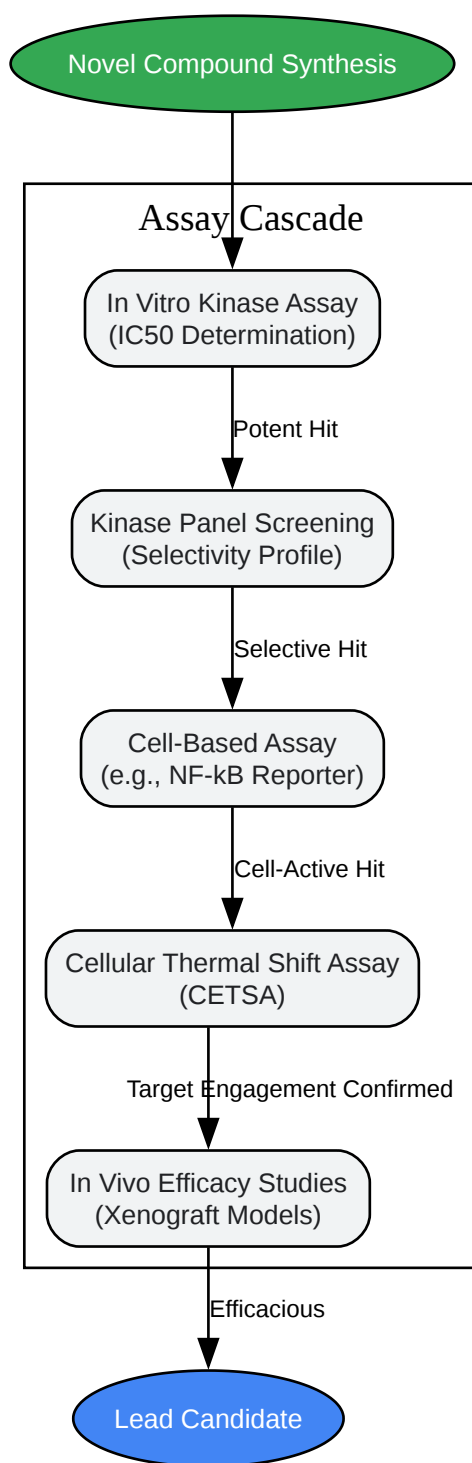 Novel Compound Synthesis
Assay Cascade
In Vitro Kinase Assay
(IC50 Determination)
Potent Hit
Kinase Panel Screening
(Selectivity Profile)
Selective Hit
Cell-Based Assay
(e.g., NF-kB Reporter)
Cell-Active Hit
Cellular Thermal Shift Assay
(CETSA)
Target Engagement Confirmed
In Vivo Efficacy Studies
(Xenograft Models)
Efficacious
Lead Candidate